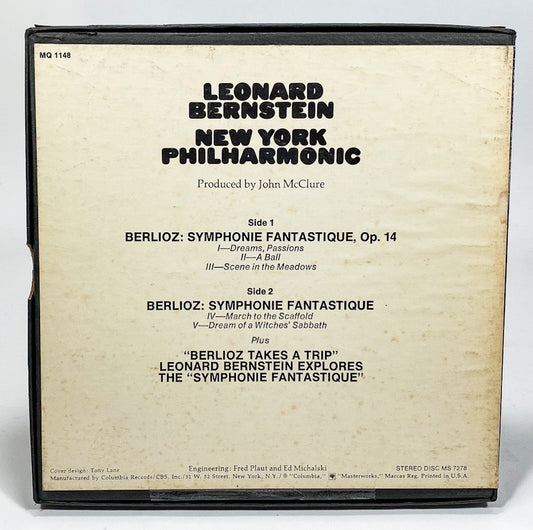 MQ 1148
LEONARD
BERNSTEIN
NEW YORK
PHILHARMONIC
Produced by John McClure
Side 1
BERLIOZ: SYMPHONIE FANTASTIQUE, Op. 14
I—Dreams, Passions
II—A Ball
III—Scene in the Meadows
Side 2
BERLIOZ: SYMPHONIE FANTASTIQUE
IV—March to the Scaffold
V—Dream of a Witches' Sabbath
Plus
“BERLIOZ TAKES A TRIP”
LEONARD BERNSTEIN EXPLORES
THE “SYMPHONIE FANTASTIQUE”
Cover design: Tony Lane
Engineering: Fred Plaut and Ed Michalski
STEREO DISC MS 7278
Manufactured by Columbia Records/CBS, Inc./51 W. 52 Street, New York, N.Y./® “Columbia,” “Masterworks,” Marcas Reg. Printed in U.S.A.